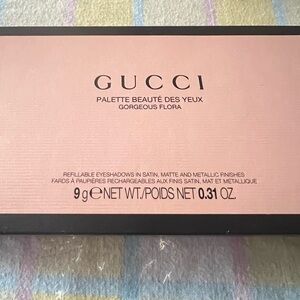 GUCCI
PALETTE BEAUTÉ DES YEUX
GORGEOUS FLORA
REFILLABLE EYESHADOWS IN SATIN, MATTE AND METALLIC FINISHES
FARDS À PAUPIÈRES RECHARGEABLES AUX FINIS SATIN, MAT ET MÉTALLIQUE
9 g ℮ NET WT./POIDS NET 0.31 OZ.